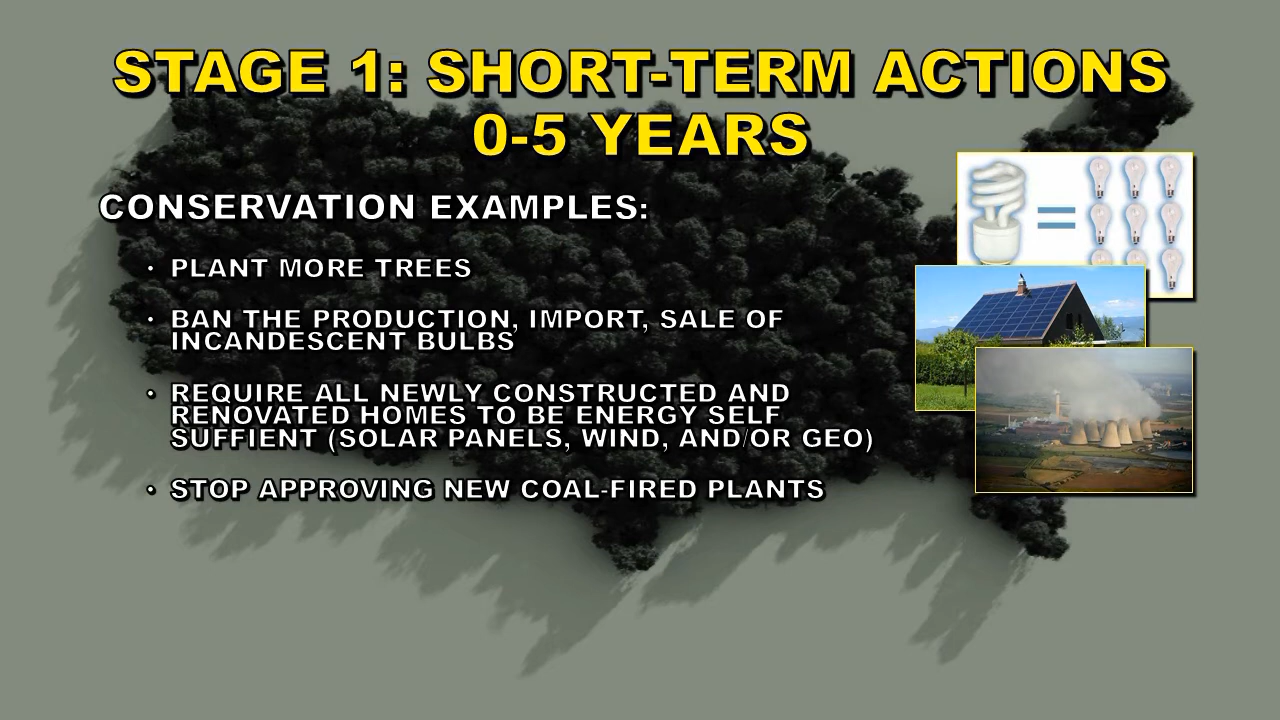 STAGE 1: SHORT-TERM ACTIONS
0-5 YEARS
CONSERVATION EXAMPLES:
• PLANT MORE TREES
• BAN THE PRODUCTION, IMPORT, SALE OF
INCANDESCENT BULBS
• REQUIRE ALL NEWLY CONSTRUCTED AND
RENOVATED HOMES TO BE ENERGY SELF
SUFFIENT (SOLAR PANELS, WIND, AND/OR GEO)
• STOP APPROVING NEW COAL-FIRED PLANTS